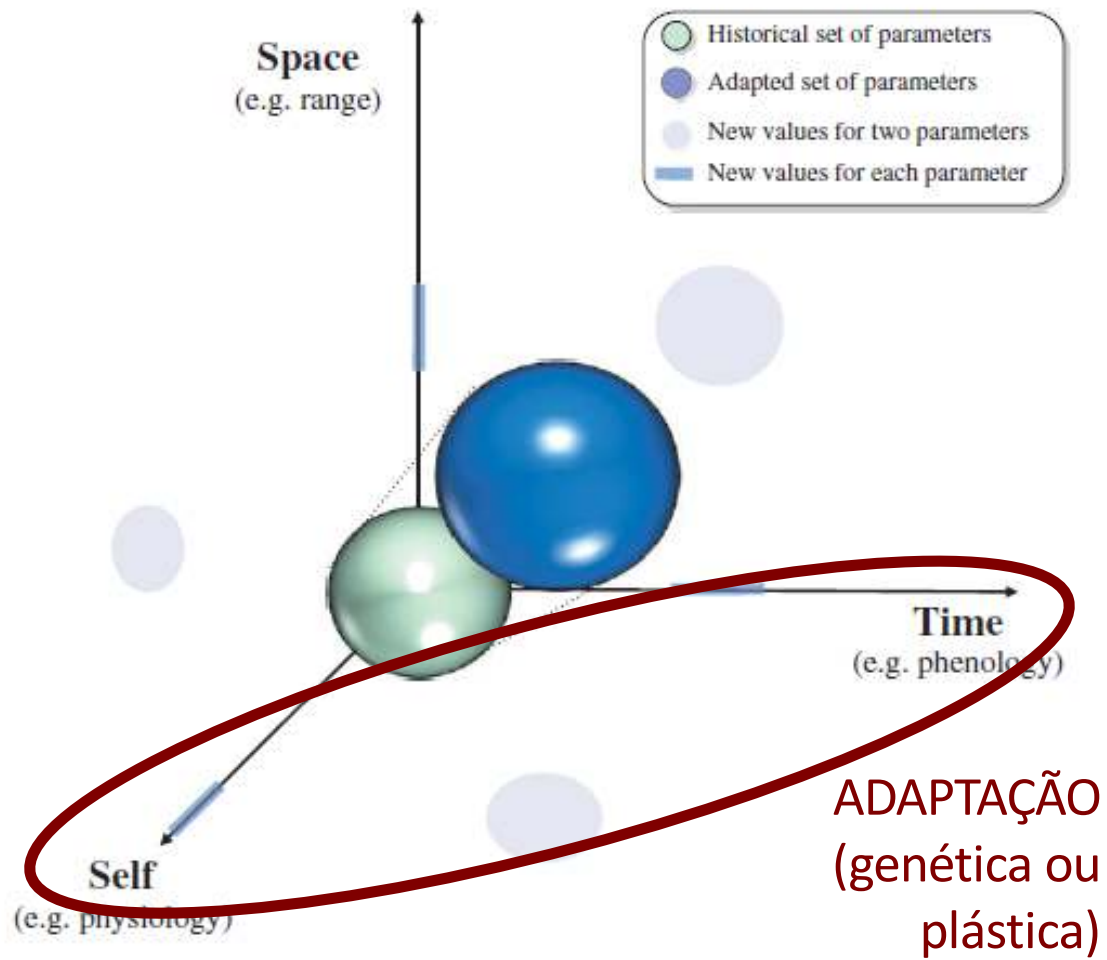 Space
(e.g. range)
Historical set of parameters
Adapted set of parameters
New values for two parameters
New values for each parameter
Time
(e.g. phenology)
Self
(e.g. physiology)
ADAPTAÇÃO
(genética ou
plástica)